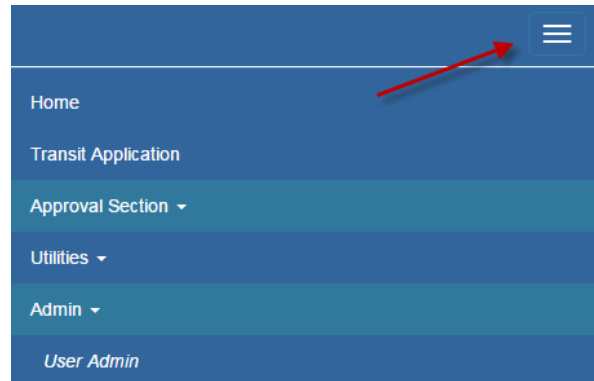 Home
Transit Application
Approval Section
Utilities
Admin
User Admin